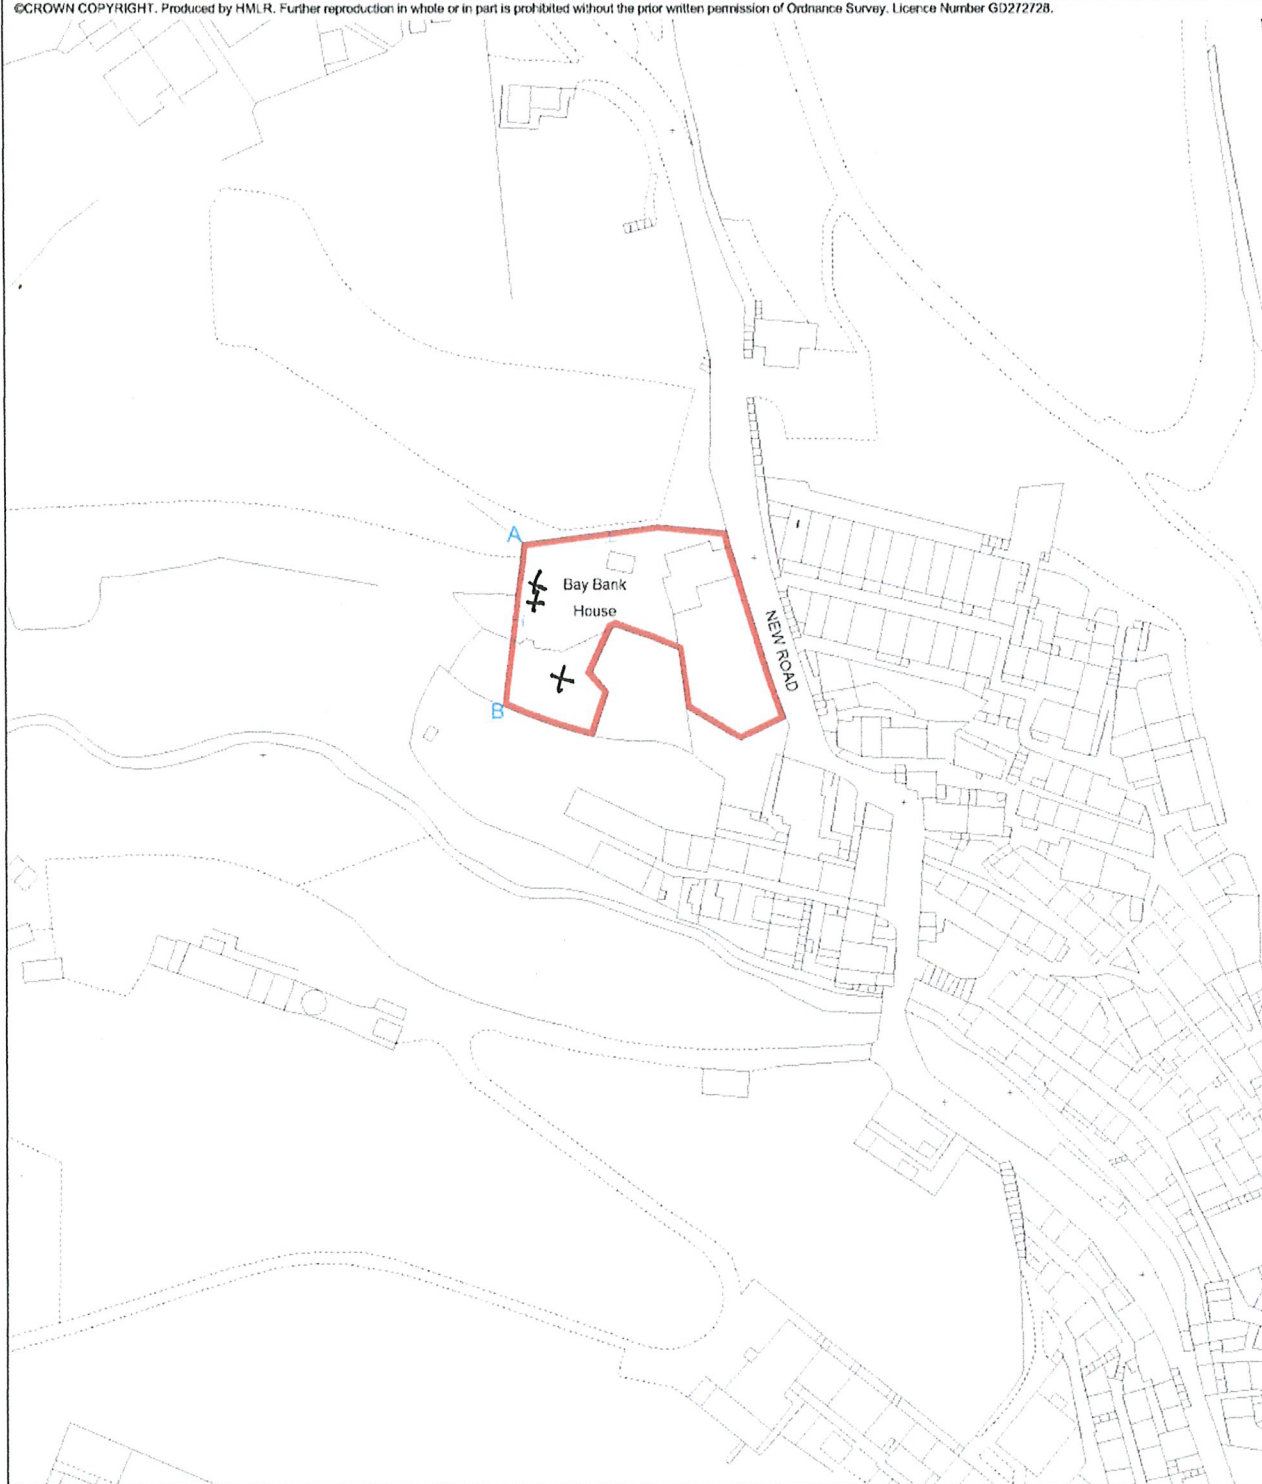 ©CROWN COPYRIGHT. Produced by HMLR. Further reproduction in whole or in part is prohibited without the prior written permission of Ordnance Survey. Licence Number GD272728.
A
Bay Bank
House
NEW ROAD
B